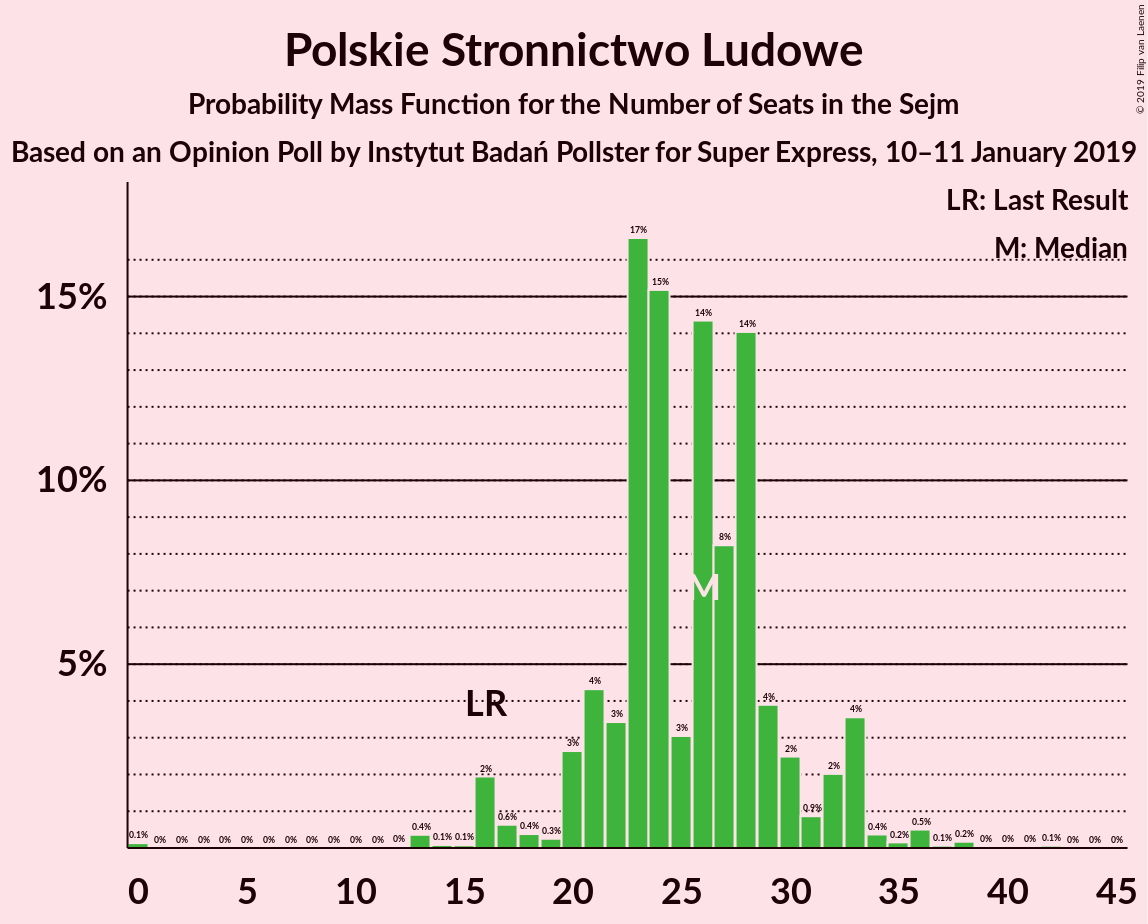 © 2019 Filip van Laenen
Polskie Stronnictwo Ludowe
Probability Mass Function for the Number of Seats in the Sejm
Based on an Opinion Poll by Instytut Badań Pollster for Super Express, 10–11 January 2019
LR: Last Result
M: Median
15%
10%
5%
LR
M
0.1% 0% 0% 0% 0% 0% 0% 0% 0% 0% 0% 0% 0% 0.4% 0.1% 0.1% 2% 0.6% 0.4% 0.3% 3% 4% 3% 17% 15% 3% 14% 8% 14% 4% 2% 0.9% 2% 4% 0.4% 0.2% 0.5% 0.1% 0.2% 0% 0% 0% 0.1% 0% 0% 0%
0 5 10 15 20 25 30 35 40 45